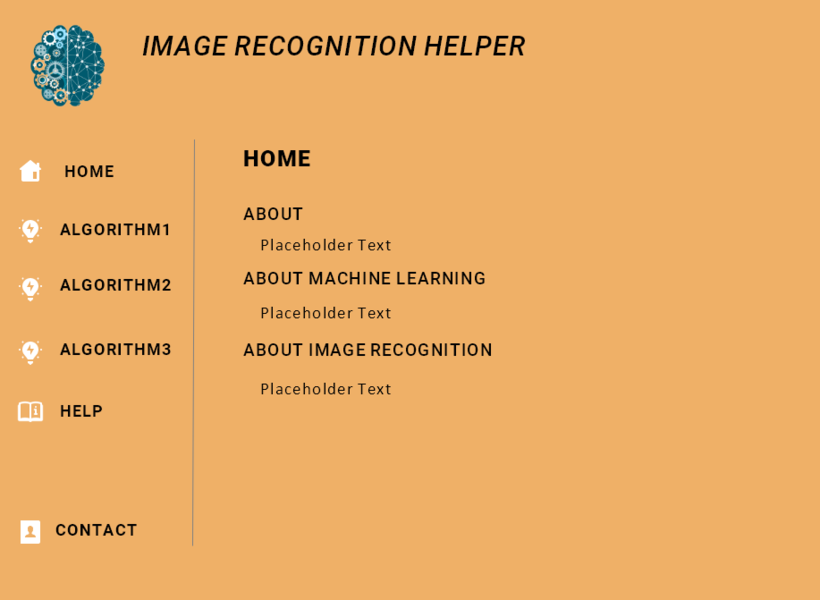 IMAGE RECOGNITION HELPER
HOME
ALGORITHM1
ALGORITHM2
ALGORITHM3
HELP
CONTACT
HOME
ABOUT
Placeholder Text
ABOUT MACHINE LEARNING
Placeholder Text
ABOUT IMAGE RECOGNITION
Placeholder Text